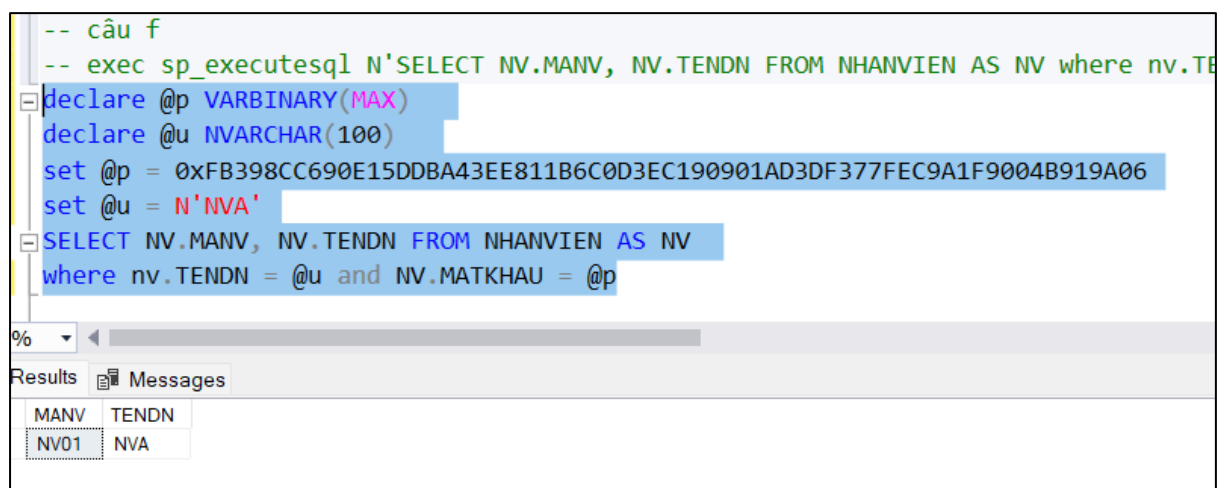 -- câu f
-- exec sp_executesql N'SELECT NV.MANV, NV.TENDN FROM NHANVIEN AS NV where nv.TE
declare @p VARBINARY(MAX)
declare @u NVARCHAR(100)
set @p = 0xFB398CC690E15DDBA43EE811B6C0D3EC190901AD3DF377FEC9A1F9004B919A06
set @u = N'NVA'
SELECT NV.MANV, NV.TENDN FROM NHANVIEN AS NV
where nv.TENDN = @u and NV.MATKHAU = @p
%
Results Messages
MANV TENDN
NV01 NVA